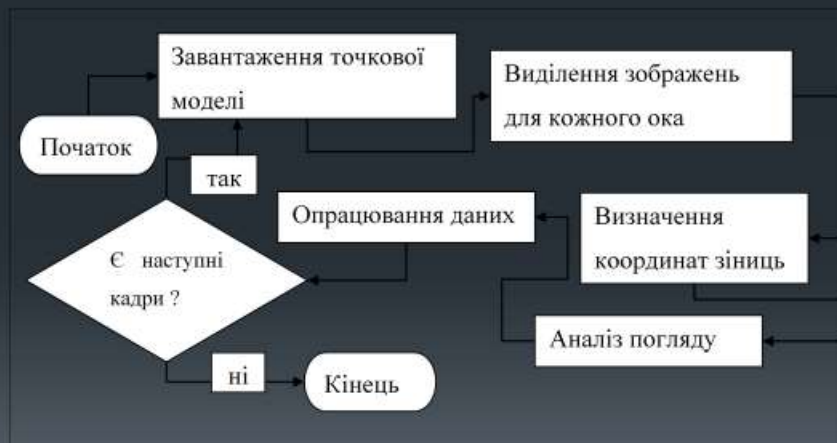 Початок
Завантаження точкової
моделі
Виділення зображень
для кожного ока
Визначення
координат зіниць
Аналіз погляду
Опрацювання даних
Є наступні
кадри ?
так
ні
Кінець